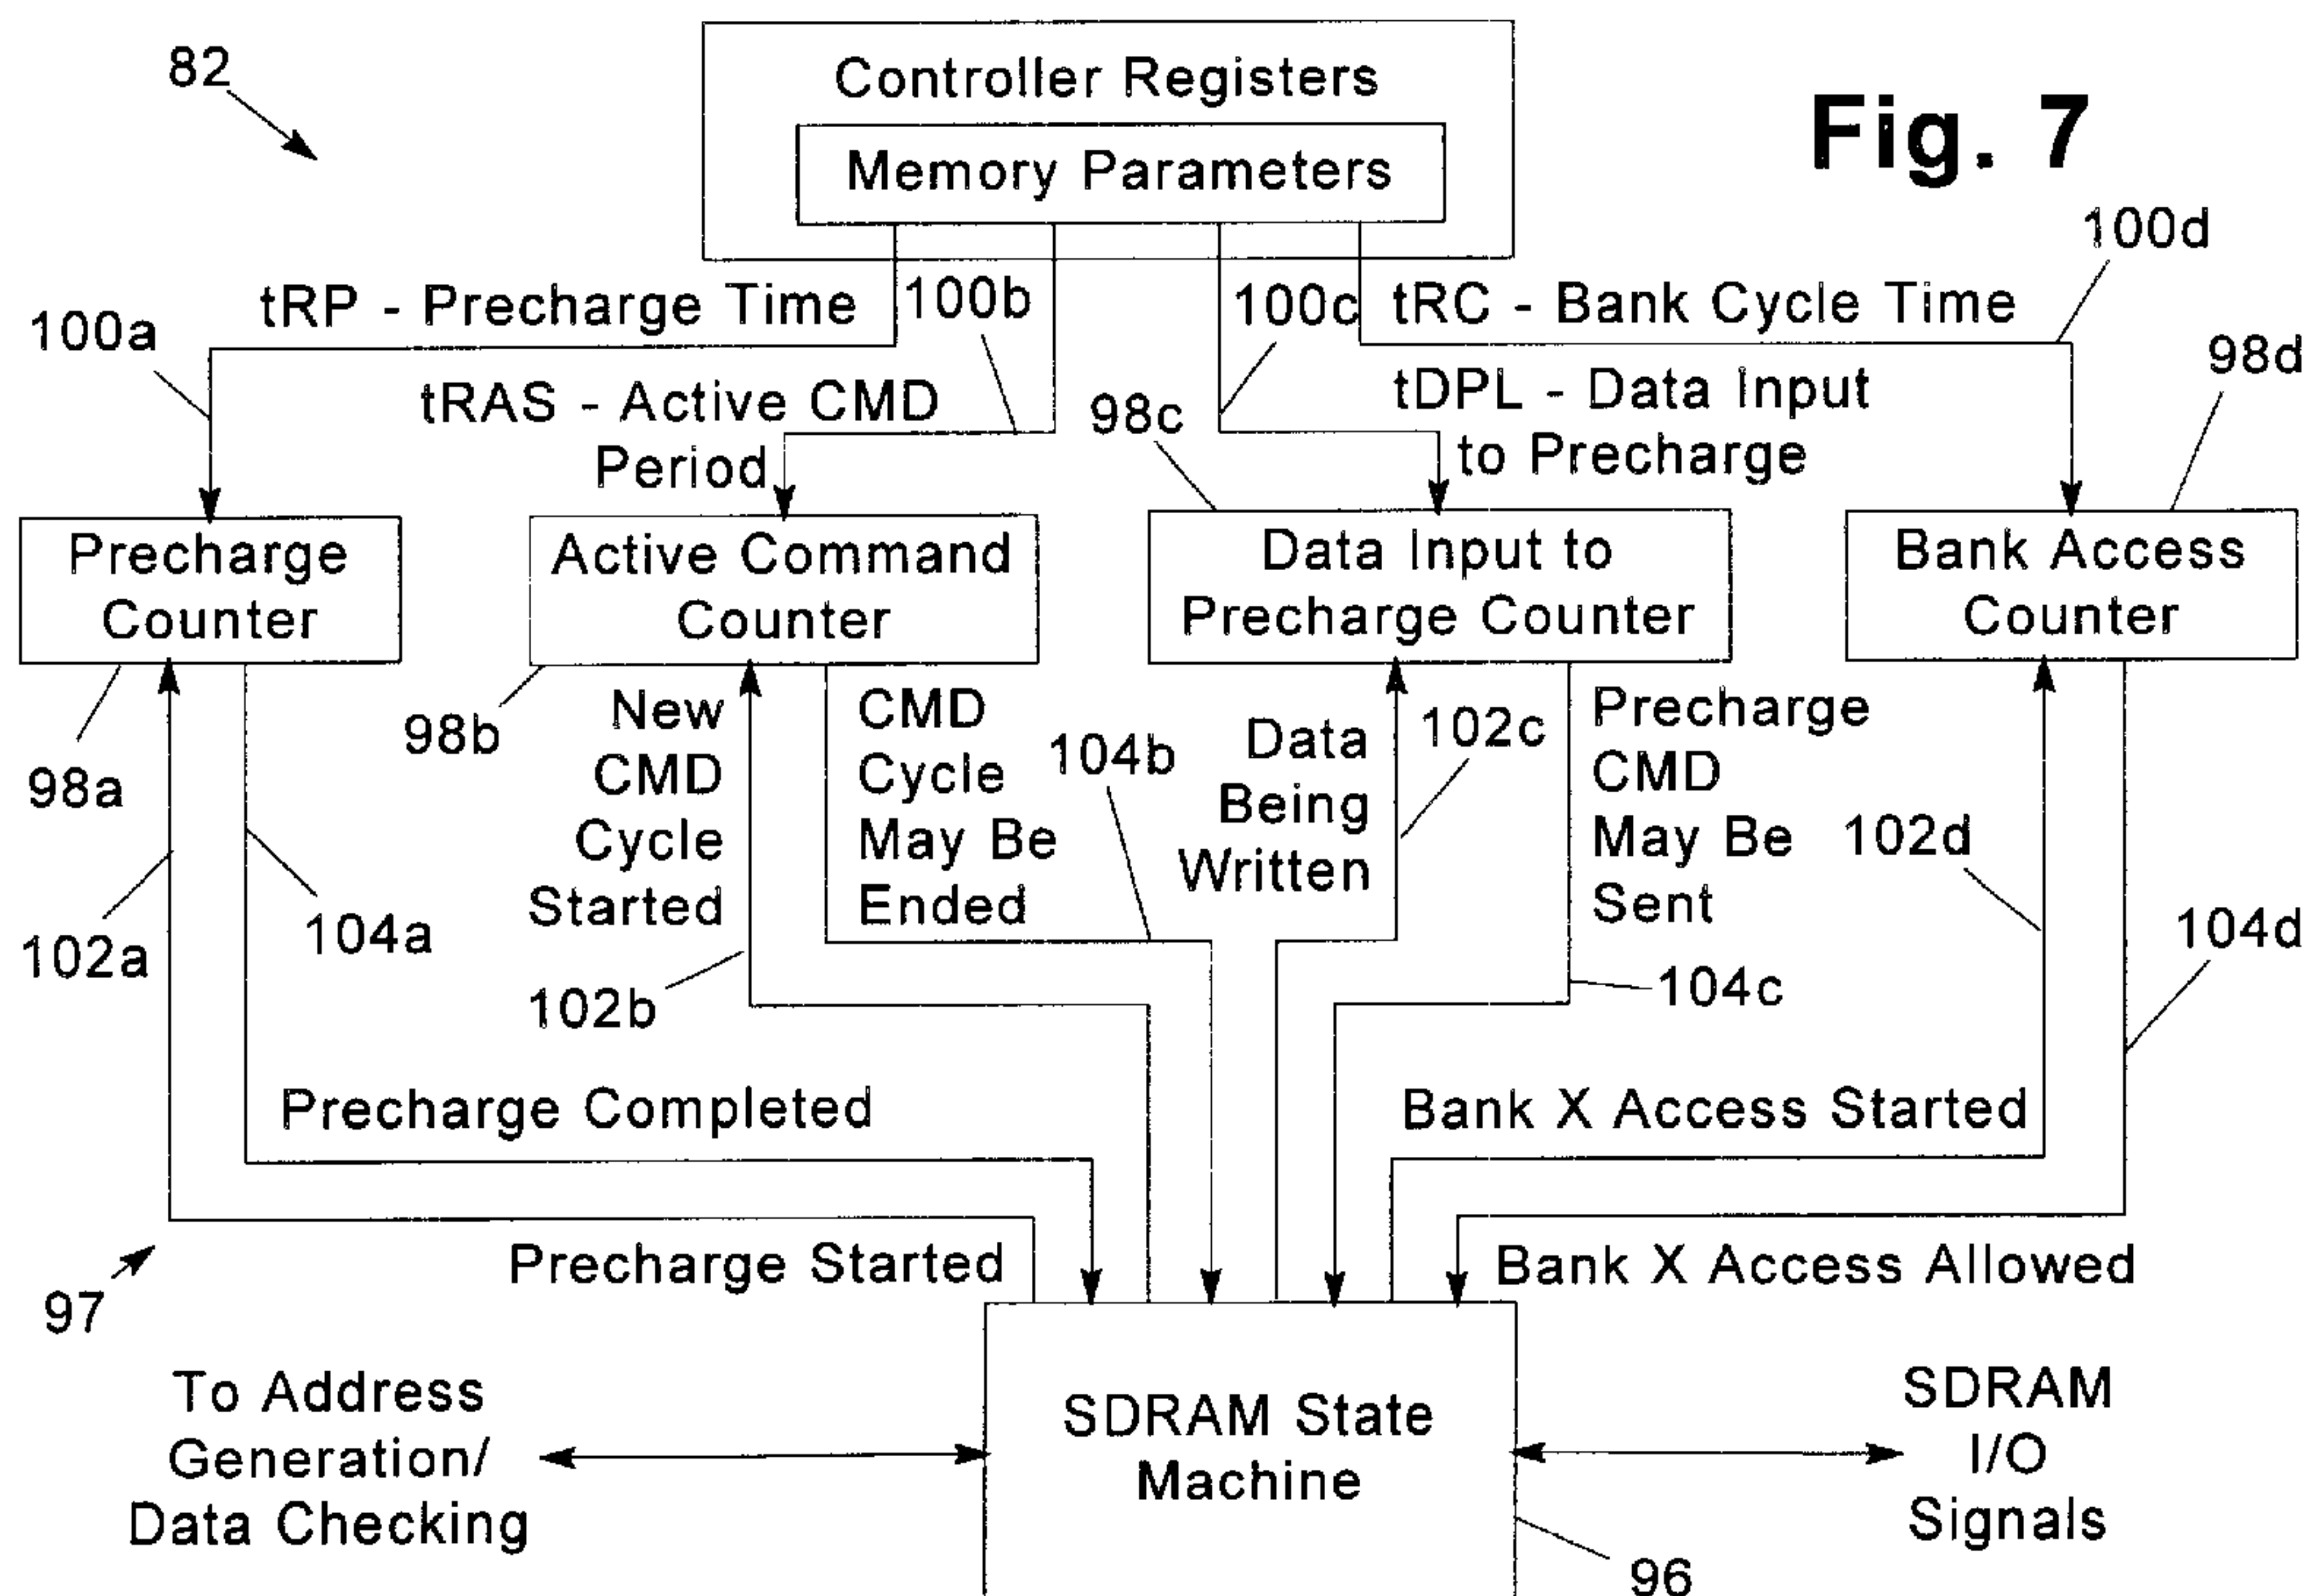 82
Controller Registers
Memory Parameters
Fig. 7
100d
tRP - Precharge Time
100b
100c
tRC - Bank Cycle Time
100a
98d
tRAS - Active CMD
Period
98c
tDPL - Data Input
to Precharge
Precharge
Counter
Active Command
Counter
Data Input to
Precharge Counter
Bank Access
Counter
98a
98b
New
CMD
Cycle
Started
CMD
Cycle
May Be
Ended
104b
Data
Being
Written
102c
Precharge
CMD
May Be
Sent
102d
102a
104a
102b
104c
104d
Precharge Completed
Bank X Access Started
Precharge Started
Bank X Access Allowed
97
To Address
Generation/
Data Checking
SDRAM State
Machine
SDRAM
I/O
Signals
96